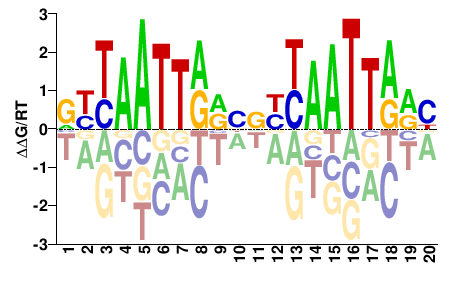 3
2
1
0
-1
-2
-3
ΔΔG/RT
G T T A A T T A A C G T T A A T T A A C
A C C G G C G C C A T A A G T A C G G T
T A A C C G C T T A C C G C T C A
G T G A A C G T G G A C
T C T
1 2 3 4 5 6 7 8 9 10 11 12 13 14 15 16 17 18 19 20